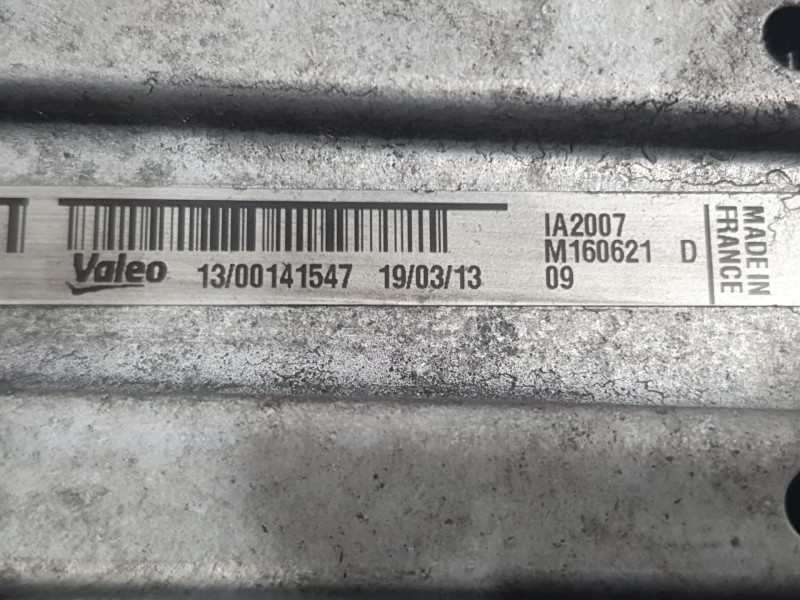 Valeo 13/00141547 19/03/13
IA2007
M160621 D
09
MADE IN
FRANCE